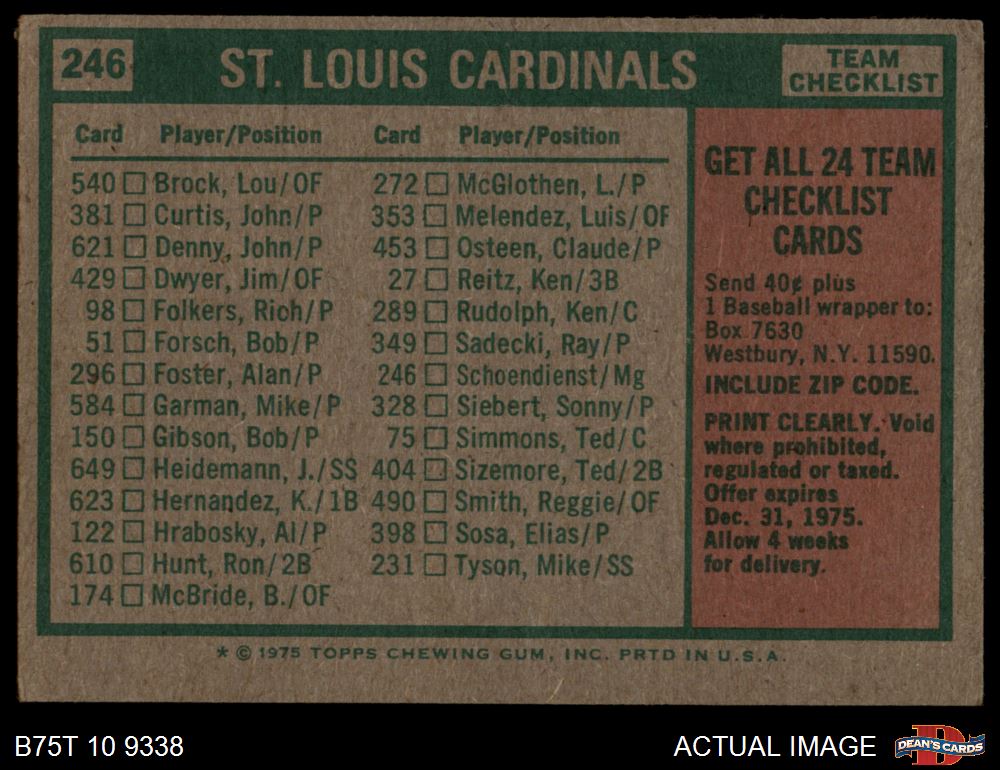 246
ST. LOUIS CARDINALS
TEAM
CHECKLIST
Card Player/Position Card Player/Position
540 □ Brock, Lou/OF 272 □ McGlothen, L./P
381 □ Curtis, John/P 353 □ Melendez, Luis/OF
621 □ Denny, John/P 453 □ Osteen, Claude/P
429 □ Dwyer, Jim/OF 27 □ Reitz, Ken/3B
98 □ Folkers, Rich/P 289 □ Rudolph, Ken/C
51 □ Forsch, Bob/P 349 □ Sadecki, Ray/P
296 □ Foster, Alan/P 246 □ Schoendienst/Mg
584 □ Garman, Mike/P 328 □ Siebert, Sonny/P
150 □ Gibson, Bob/P 75 □ Simmons, Ted/C
649 □ Heidemann, J./SS 404 □ Sizemore, Ted/2B
623 □ Hernandez, K./1B 490 □ Smith, Reggie/OF
122 □ Hrabosky, Al/P 398 □ Sosa, Elias/P
610 □ Hunt, Ron/2B 231 □ Tyson, Mike/SS
174 □ McBride, B./OF
GET ALL 24 TEAM
CHECKLIST
CARDS
Send 40¢ plus
1 Baseball wrapper to:
Box 7630
Westbury, N.Y. 11590.
INCLUDE ZIP CODE.
PRINT CLEARLY. Void
where prohibited,
regulated or taxed.
Offer expires
Dec. 31, 1975.
Allow 4 weeks
for delivery.
* © 1975 TOPPS CHEWING GUM, INC. PRTD IN U.S.A.
B75T 10 9338
ACTUAL IMAGE
D
DEAN'S CARDS